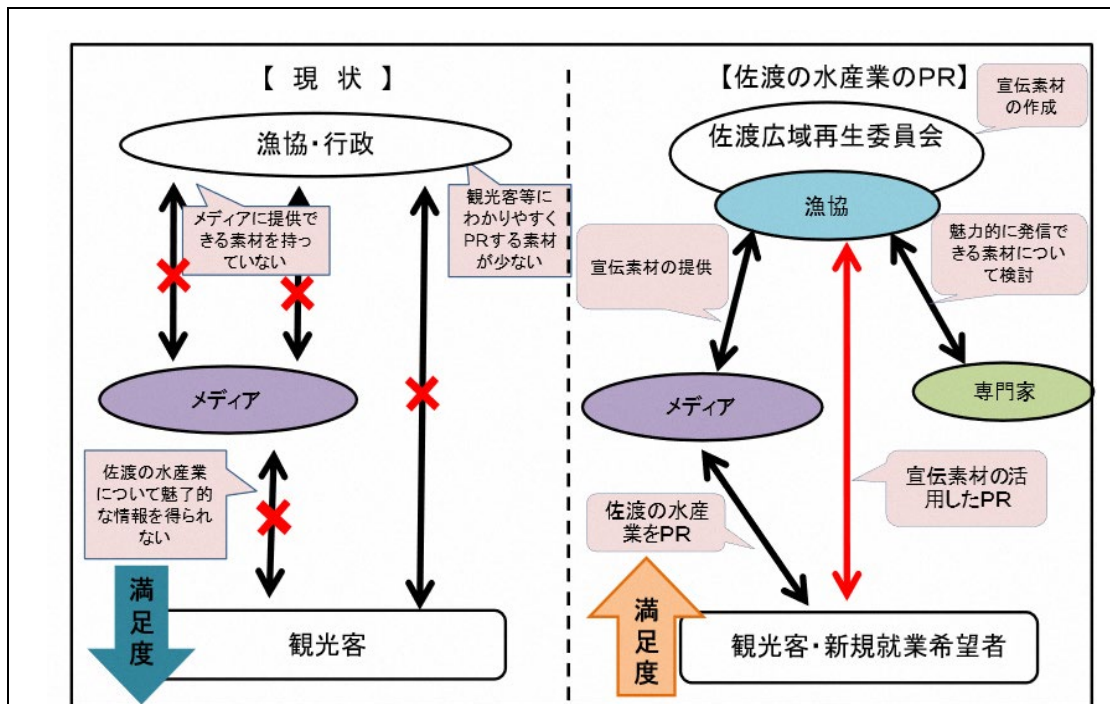 【 現 状 】
漁協・行政
メディアに提供で
きる素材を持っ
ていない
観光客等に
わかりやすく
PRする素材
が少ない
メディア
佐渡の水産業
について魅了的
な情報を得られ
ない
満足度
観光客
【佐渡の水産業のPR】
宣伝素材
の作成
佐渡広域再生委員会
漁協
宣伝素材の提供
魅力的に発信で
きる素材につい
て検討
メディア
専門家
佐渡の水産
業をPR
宣伝素材の活
用したPR
満足度
観光客・新規就業希望者